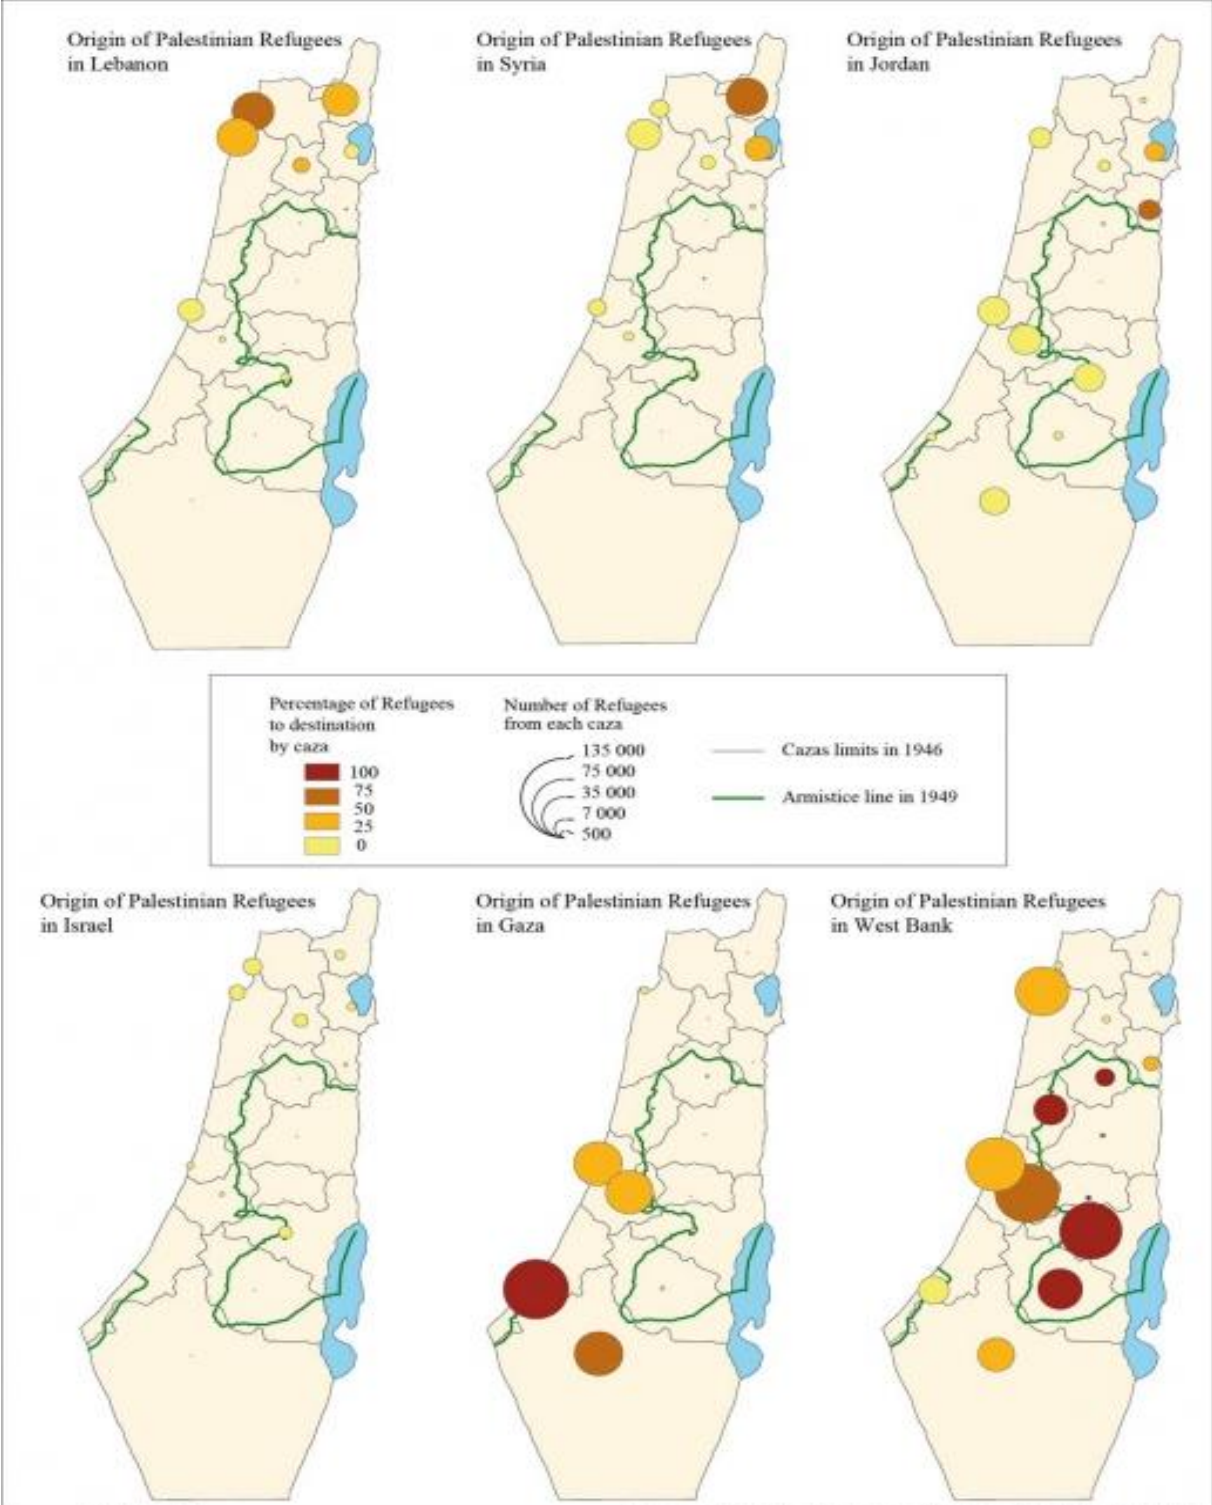 Origin of Palestinian Refugees
in Lebanon
Origin of Palestinian Refugees
in Syria
Origin of Palestinian Refugees
in Jordan
Percentage of Refugees
to destination
by caza
100
75
50
25
0
Number of Refugees
from each caza
135 000
75 000
35 000
7 000
500
Cazas limits in 1946
Armistice line in 1949
Origin of Palestinian Refugees
in Israel
Origin of Palestinian Refugees
in Gaza
Origin of Palestinian Refugees
in West Bank